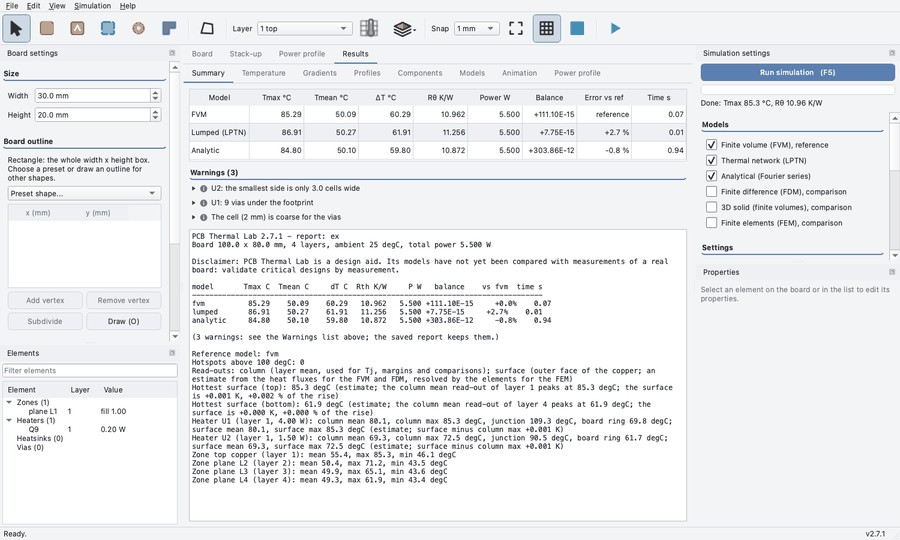 File Edit View Simulation Help
Layer 1 top Snap 1 mm
Board settings
Size
Width 30.0 mm
Height 20.0 mm
Board outline
Rectangle: the whole width x height box.
Choose a preset or draw an outline for
other shapes.
Preset shape...
x (mm) y (mm)
Add vertex Remove vertex
Subdivide Draw (O)
Elements
Filter elements
Element Layer Value
Zones (1)
plane L1 1 fill 1.00
Heaters (1)
Q9 1 0.20 W
Heatsinks (0)
Vias (0)
Board Stack-up Power profile Results
Summary Temperature Gradients Profiles Components Models Animation Power profile
Model Tmax °C Tmean °C ΔT °C Rθ K/W Power W Balance Error vs ref Time s
FVM 85.29 50.09 60.29 10.962 5.500 +111.10E-15 reference 0.07
Lumped (LPTN) 86.91 50.27 61.91 11.256 5.500 +7.75E-15 +2.7 % 0.01
Analytic 84.80 50.10 59.80 10.872 5.500 +303.86E-12 -0.8 % 0.94
Warnings (3)
U2: the smallest side is only 3.0 cells wide
U1: 9 vias under the footprint
The cell (2 mm) is coarse for the vias
PCB Thermal Lab 2.7.1 - report: ex
Board 100.0 x 80.0 mm, 4 layers, ambient 25 degC, total power 5.500 W
Disclaimer: PCB Thermal Lab is a design aid. Its models have not yet been compared with measurements of a real
board: validate critical designs by measurement.
model Tmax C Tmean C dT C Rth K/W P W balance vs fvm time s
fvm 85.29 50.09 60.29 10.962 5.500 +111.10E-15 +0.0% 0.07
lumped 86.91 50.27 61.91 11.256 5.500 +7.75E-15 +2.7% 0.01
analytic 84.80 50.10 59.80 10.872 5.500 +303.86E-12 -0.8% 0.94
(3 warnings: see the Warnings list above; the saved report keeps them.)
Reference model: fvm
Hotspots above 100 degC: 0
Read-outs: column (layer mean, used for Tj, margins and comparisons); surface (outer face of the copper; an
estimate from the heat fluxes for the FVM and FDM, resolved by the elements for the FEM)
Hottest surface (top): 85.3 degC (estimate; the column mean read-out of layer 1 peaks at 85.3 degC; the surface
is +0.001 K, +0.002 % of the rise)
Hottest surface (bottom): 61.9 degC (estimate; the column mean read-out of layer 4 peaks at 61.9 degC; the
surface is +0.000 K, +0.000 % of the rise)
Heater U1 (layer 1, 4.00 W): column mean 80.1, column max 85.3 degC, junction 109.3 degC, board ring 69.8 degC;
surface mean 80.1, surface max 85.3 degC (estimate; surface minus column max +0.001 K)
Heater U2 (layer 1, 1.50 W): column mean 69.3, column max 72.5 degC, junction 90.5 degC, board ring 61.7 degC;
surface mean 69.3, surface max 72.5 degC (estimate; surface minus column max +0.001 K)
Zone top copper (layer 1): mean 55.4, max 85.3, min 46.1 degC
Zone plane L2 (layer 2): mean 50.4, max 71.2, min 43.5 degC
Zone plane L3 (layer 3): mean 49.9, max 65.1, min 43.6 degC
Zone plane L4 (layer 4): mean 49.3, max 61.9, min 43.4 degC
Simulation settings
Run simulation (F5)
Done: Tmax 85.3 °C, Rθ 10.96 K/W
Models
Finite volume (FVM), reference
Thermal network (LPTN)
Analytical (Fourier series)
Finite difference (FDM), comparison
3D solid (finite volumes), comparison
Finite elements (FEM), comparison
Settings
Properties
Select an element on the board or in the list to edit its
properties.
Ready. v2.7.1